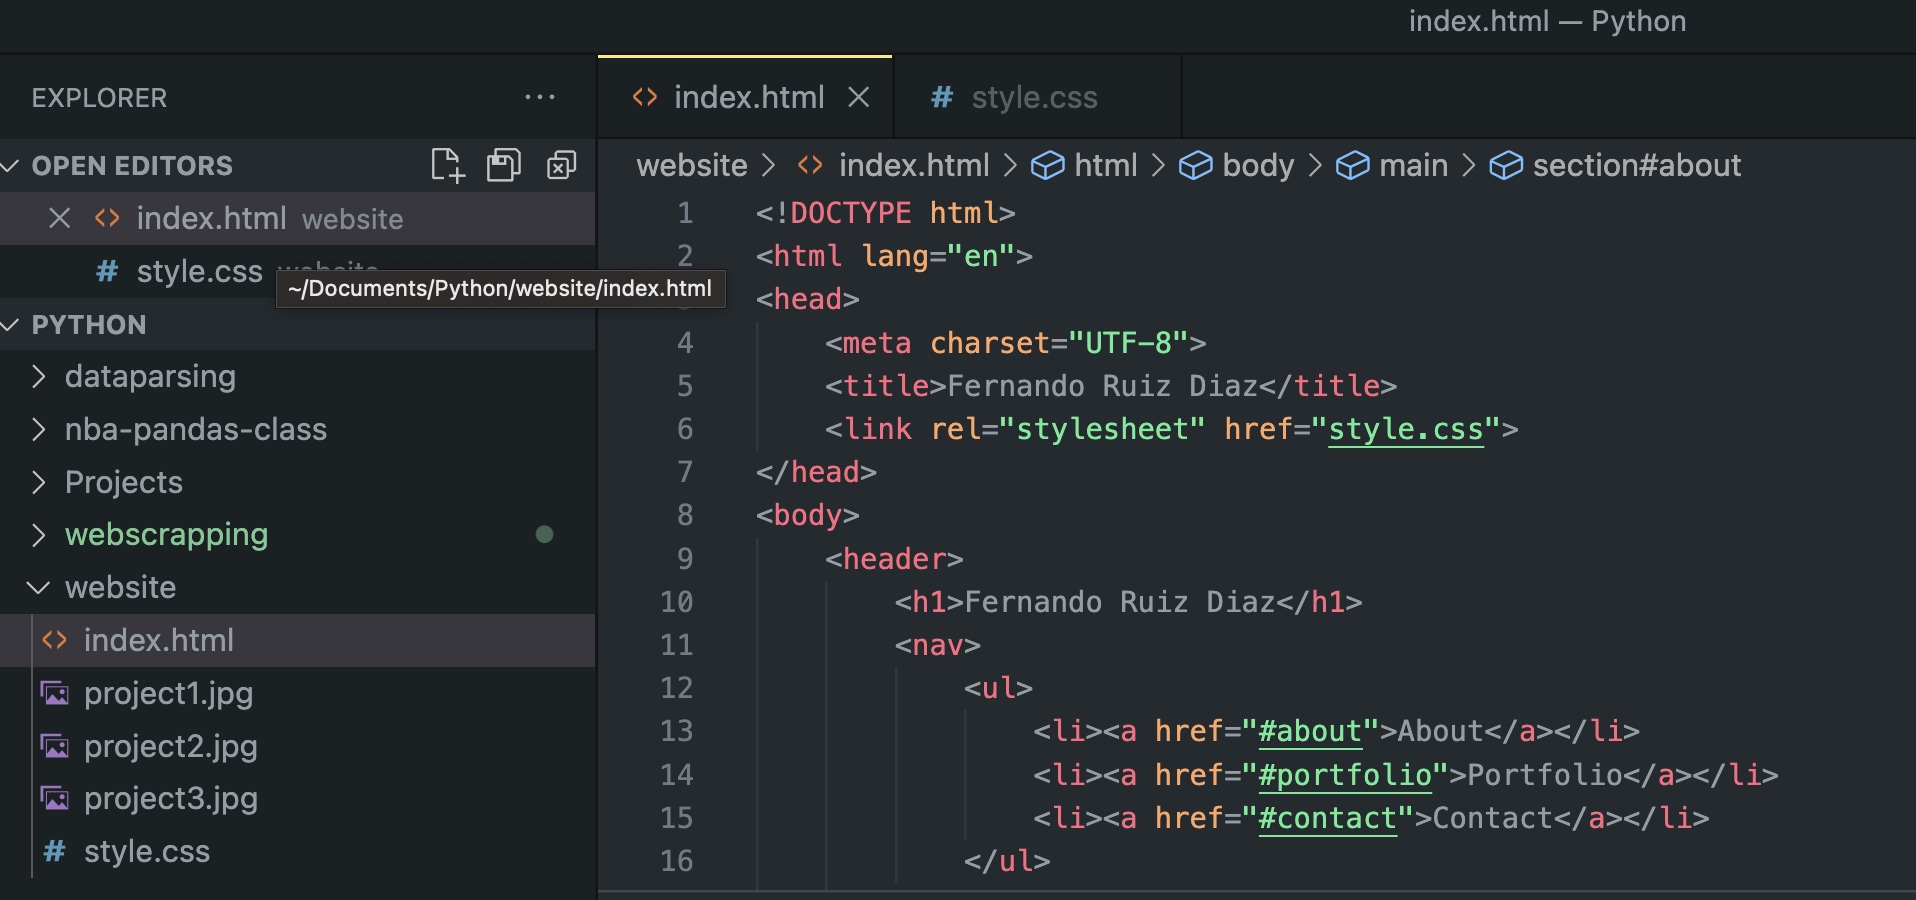 index.html — Python
EXPLORER
OPEN EDITORS
index.html website
style.css
~/Documents/Python/website/index.html
PYTHON
dataparsing
nba-pandas-class
Projects
webscrapping
website
index.html
project1.jpg
project2.jpg
project3.jpg
style.css
index.html
style.css
website > index.html > html > body > main > section#about
1 <!DOCTYPE html>
2 <html lang="en">
<head>
4 <meta charset="UTF-8">
5 <title>Fernando Ruiz Diaz</title>
6 <link rel="stylesheet" href="style.css">
7 </head>
8 <body>
9 <header>
10 <h1>Fernando Ruiz Diaz</h1>
11 <nav>
12 <ul>
13 <li><a href="#about">About</a></li>
14 <li><a href="#portfolio">Portfolio</a></li>
15 <li><a href="#contact">Contact</a></li>
16 </ul>